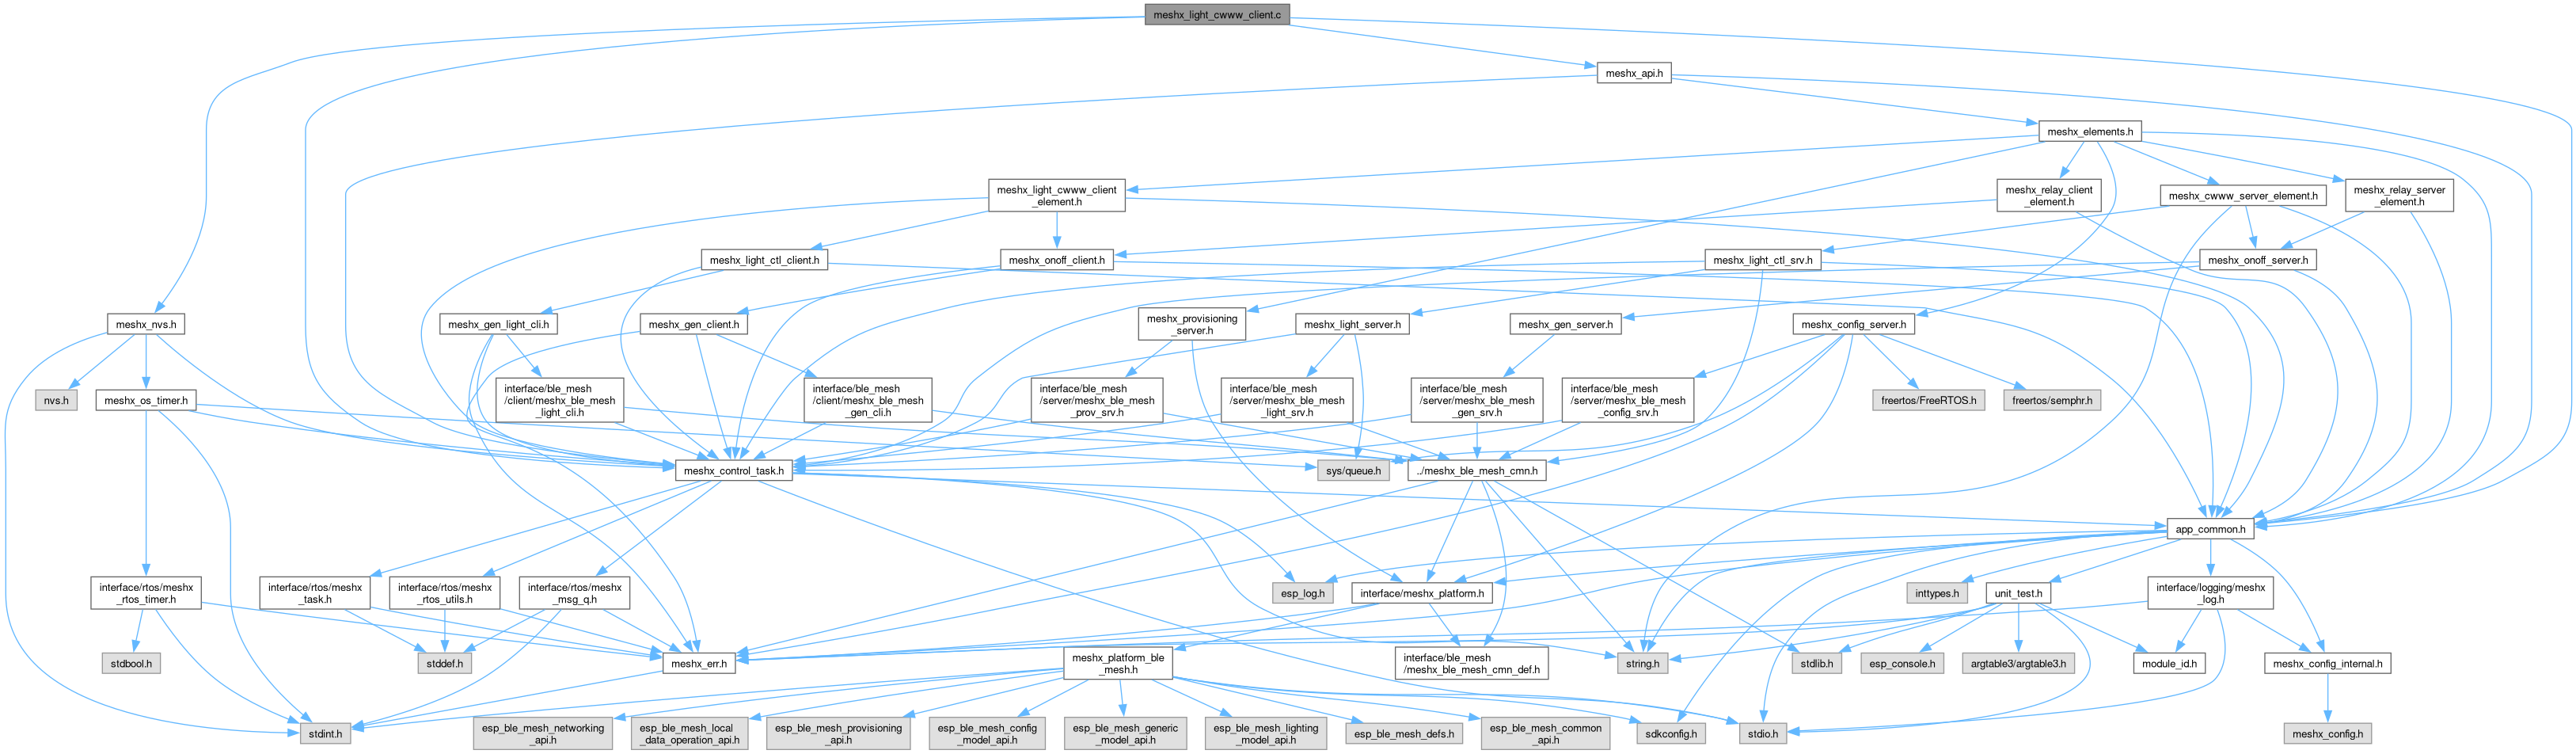 meshx_light_cwww_client.c
meshx_api.h
meshx_elements.h
meshx_light_cwww_client
_element.h
meshx_relay_client
_element.h
meshx_cwww_server_element.h
meshx_relay_server
_element.h
meshx_light_ctl_client.h
meshx_onoff_client.h
meshx_light_ctl_srv.h
meshx_onoff_server.h
meshx_nvs.h
meshx_gen_light_cli.h
meshx_gen_client.h
meshx_provisioning
_server.h
meshx_light_server.h
meshx_gen_server.h
meshx_config_server.h
nvs.h
meshx_os_timer.h
interface/ble_mesh
/client/meshx_ble_mesh
_light_cli.h
interface/ble_mesh
/client/meshx_ble_mesh
_gen_cli.h
interface/ble_mesh
/server/meshx_ble_mesh
_prov_srv.h
interface/ble_mesh
/server/meshx_ble_mesh
_light_srv.h
interface/ble_mesh
/server/meshx_ble_mesh
_gen_srv.h
interface/ble_mesh
/server/meshx_ble_mesh
_config_srv.h
freertos/FreeRTOS.h
freertos/semphr.h
meshx_control_task.h
sys/queue.h
../meshx_ble_mesh_cmn.h
app_common.h
interface/rtos/meshx
_rtos_timer.h
interface/rtos/meshx
_task.h
interface/rtos/meshx
_rtos_utils.h
interface/rtos/meshx
_msg_q.h
esp_log.h
interface/meshx_platform.h
inttypes.h
unit_test.h
interface/logging/meshx
_log.h
stdbool.h
stddef.h
meshx_err.h
meshx_platform_ble
_mesh.h
interface/ble_mesh
/meshx_ble_mesh_cmn_def.h
string.h
stdlib.h
esp_console.h
argtable3/argtable3.h
module_id.h
meshx_config_internal.h
stdint.h
esp_ble_mesh_networking
_api.h
esp_ble_mesh_local
_data_operation_api.h
esp_ble_mesh_provisioning
_api.h
esp_ble_mesh_config
_model_api.h
esp_ble_mesh_generic
_model_api.h
esp_ble_mesh_lighting
_model_api.h
esp_ble_mesh_defs.h
esp_ble_mesh_common
_api.h
sdkconfig.h
stdio.h
meshx_config.h